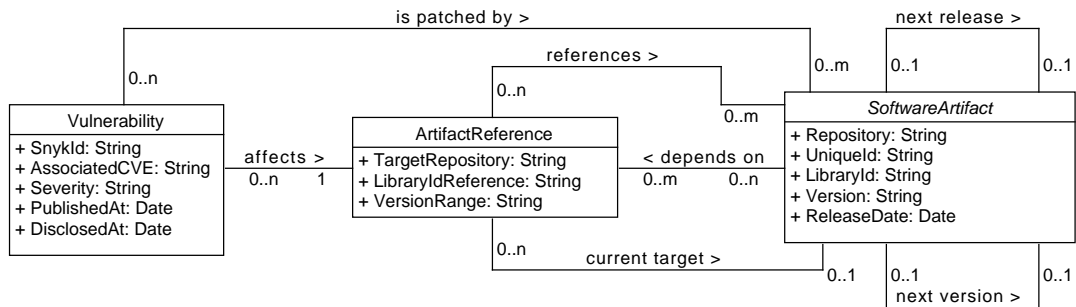 is patched by >
next release >
references >
0..n
0..n
0..m
0..1
0..1
0..m
Vulnerability
+ SnykId: String
+ AssociatedCVE: String
+ Severity: String
+ PublishedAt: Date
+ DisclosedAt: Date
affects >
0..n
1
ArtifactReference
+ TargetRepository: String
+ LibraryIdReference: String
+ VersionRange: String
< depends on
0..m
0..n
SoftwareArtifact
+ Repository: String
+ UniqueId: String
+ LibraryId: String
+ Version: String
+ ReleaseDate: Date
0..n
current target >
0..1
0..1
0..1
next version >